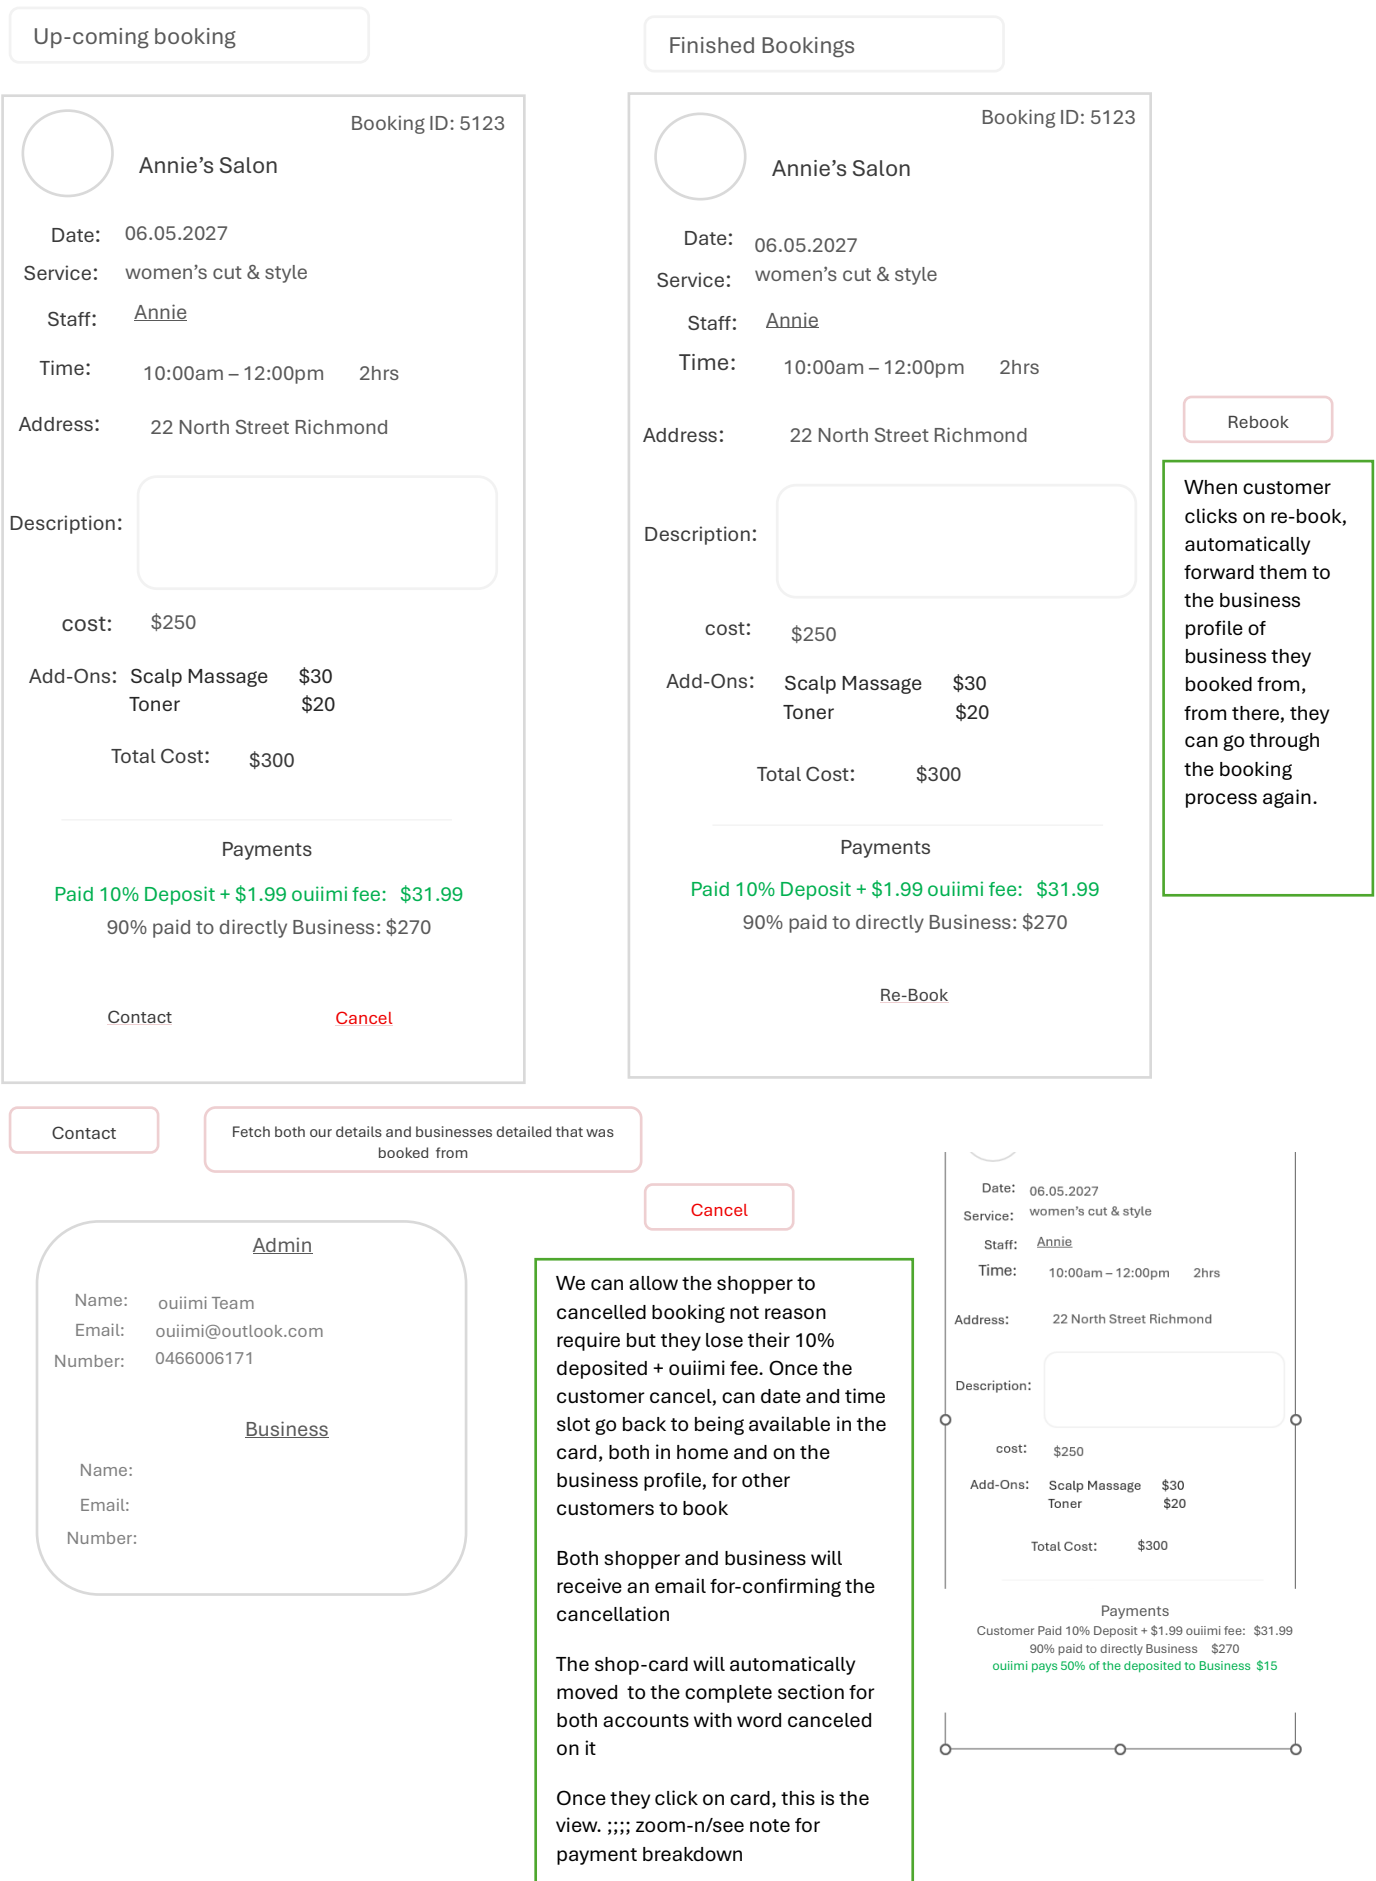 Up-coming booking
Booking ID: 5123
Annie’s Salon
Date: 06.05.2027
Service: women’s cut & style
Staff: Annie
Time: 10:00am – 12:00pm 2hrs
Address: 22 North Street Richmond
Description:
cost: $250
Add-Ons: Scalp Massage $30
Toner $20
Total Cost: $300
Payments
Paid 10% Deposit + $1.99 ouiimi fee: $31.99
90% paid to directly Business: $270
Contact Cancel
Finished Bookings
Booking ID: 5123
Annie’s Salon
Date: 06.05.2027
Service: women’s cut & style
Staff: Annie
Time: 10:00am – 12:00pm 2hrs
Address: 22 North Street Richmond
Description:
cost: $250
Add-Ons: Scalp Massage $30
Toner $20
Total Cost: $300
Payments
Paid 10% Deposit + $1.99 ouiimi fee: $31.99
90% paid to directly Business: $270
Re-Book
Rebook
When customer
clicks on re-book,
automatically
forward them to
the business
profile of
business they
booked from,
from there, they
can go through
the booking
process again.
Contact
Fetch both our details and businesses detailed that was
booked from
Admin
Name: ouiimi Team
Email: ouiimi@outlook.com
Number: 0466006171
Business
Name:
Email:
Number:
Cancel
We can allow the shopper to
cancelled booking not reason
require but they lose their 10%
deposited + ouiimi fee. Once the
customer cancel, can date and time
slot go back to being available in the
card, both in home and on the
business profile, for other
customers to book
Both shopper and business will
receive an email for-confirming the
cancellation
The shop-card will automatically
moved to the complete section for
both accounts with word canceled
on it
Once they click on card, this is the
view. ;;;; zoom-n/see note for
payment breakdown
Date: 06.05.2027
Service: women’s cut & style
Staff: Annie
Time: 10:00am – 12:00pm 2hrs
Address: 22 North Street Richmond
Description:
cost: $250
Add-Ons: Scalp Massage $30
Toner $20
Total Cost: $300
Payments
Customer Paid 10% Deposit + $1.99 ouiimi fee: $31.99
90% paid to directly Business $270
ouiimi pays 50% of the deposited to Business $15